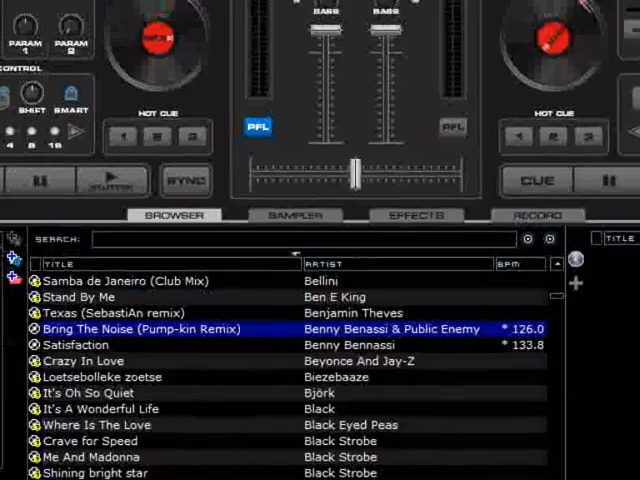 BASS BASS
PARAM 1 PARAM 2
CONTROL
SHIFT SMART
4 8 16
HOT CUE HOT CUE
1 2 3 PFL PFL 1 2 3
STUTTER SYNC CUE
BROWSER SAMPLER EFFECTS RECORD
SEARCH:
TITLE ARTIST BPM TITLE
Samba de Janeiro (Club Mix) Bellini
Stand By Me Ben E King
Texas (SebastiAn remix) Benjamin Theves
Bring The Noise (Pump-kin Remix) Benny Benassi & Public Enemy * 126.0
Satisfaction Benny Bennassi * 133.8
Crazy In Love Beyonce And Jay-Z
Loetsebolleke zoetse Biezebaaze
It's Oh So Quiet Björk
It's A Wonderful Life Black
Where Is The Love Black Eyed Peas
Crave for Speed Black Strobe
Me And Madonna Black Strobe
Shining bright star Black Strobe